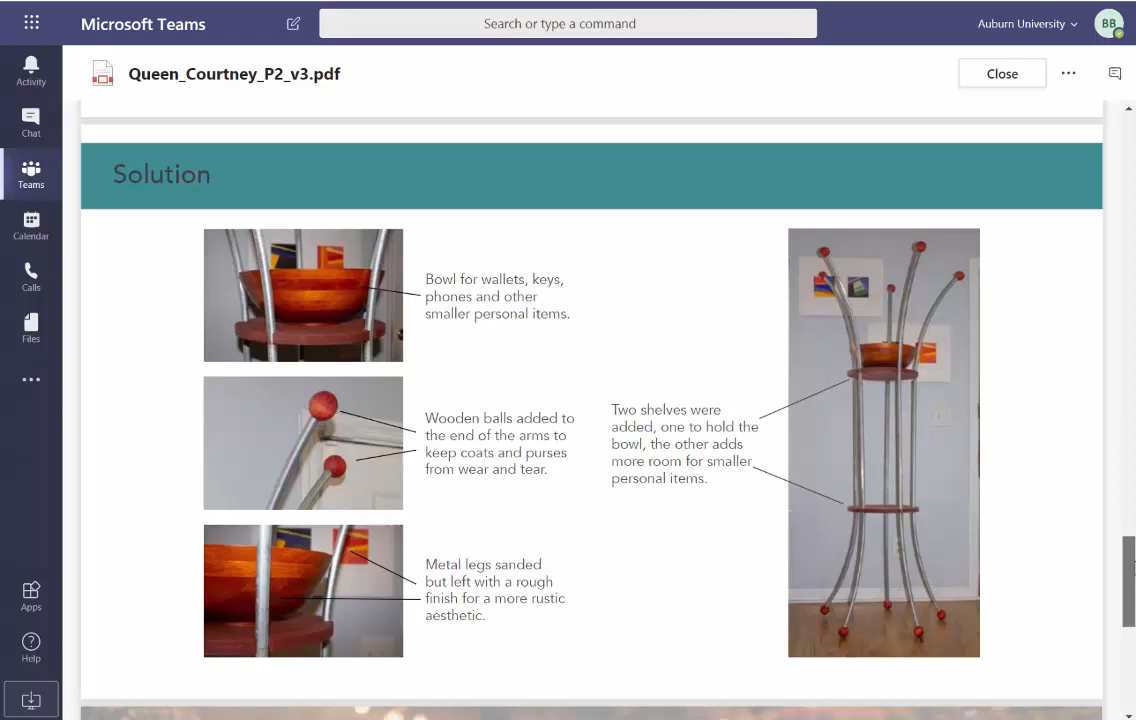 Microsoft Teams
Search or type a command
Auburn University
BB
Activity
Chat
Teams
Calendar
Calls
Files
Apps
Help
Queen_Courtney_P2_v3.pdf
Close
Solution
Bowl for wallets, keys,
phones and other
smaller personal items.
Wooden balls added to
the end of the arms to
keep coats and purses
from wear and tear.
Metal legs sanded
but left with a rough
finish for a more rustic
aesthetic.
Two shelves were
added, one to hold the
bowl, the other adds
more room for smaller
personal items.